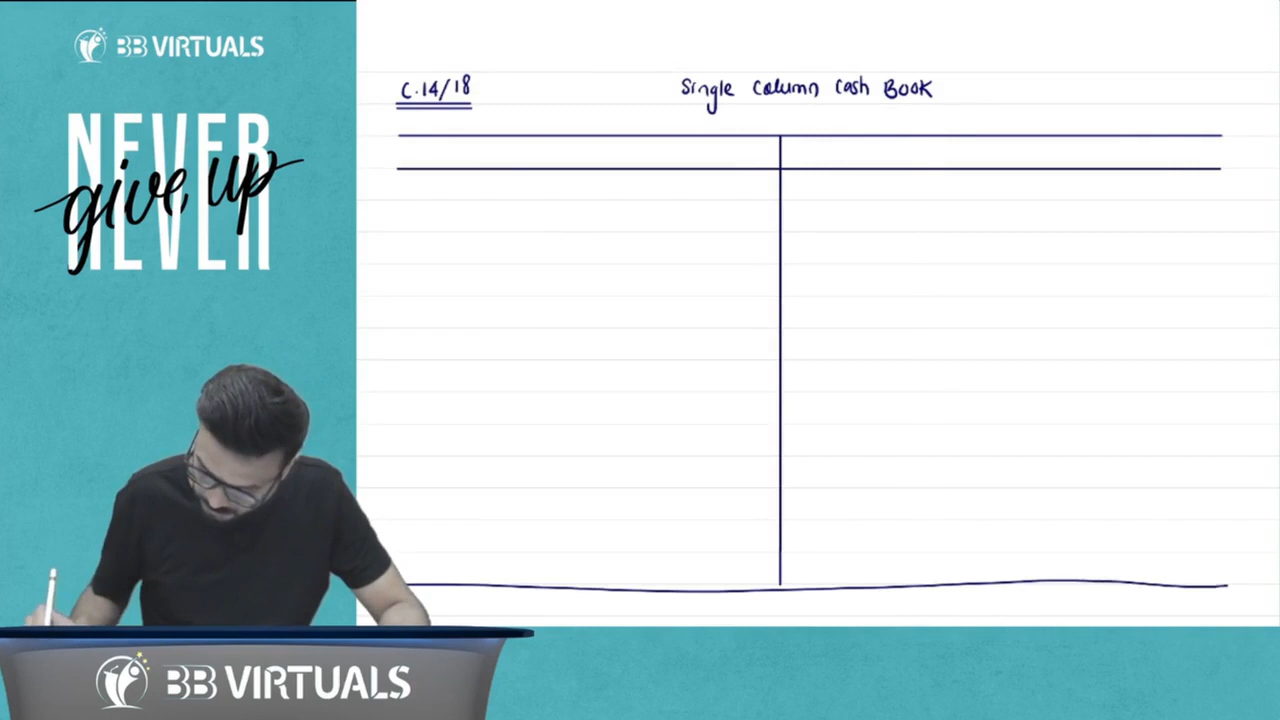 BB VIRTUALS
NEVER
give up
NEVER
C.14/18
Single Column Cash BOOK
BB VIRTUALS